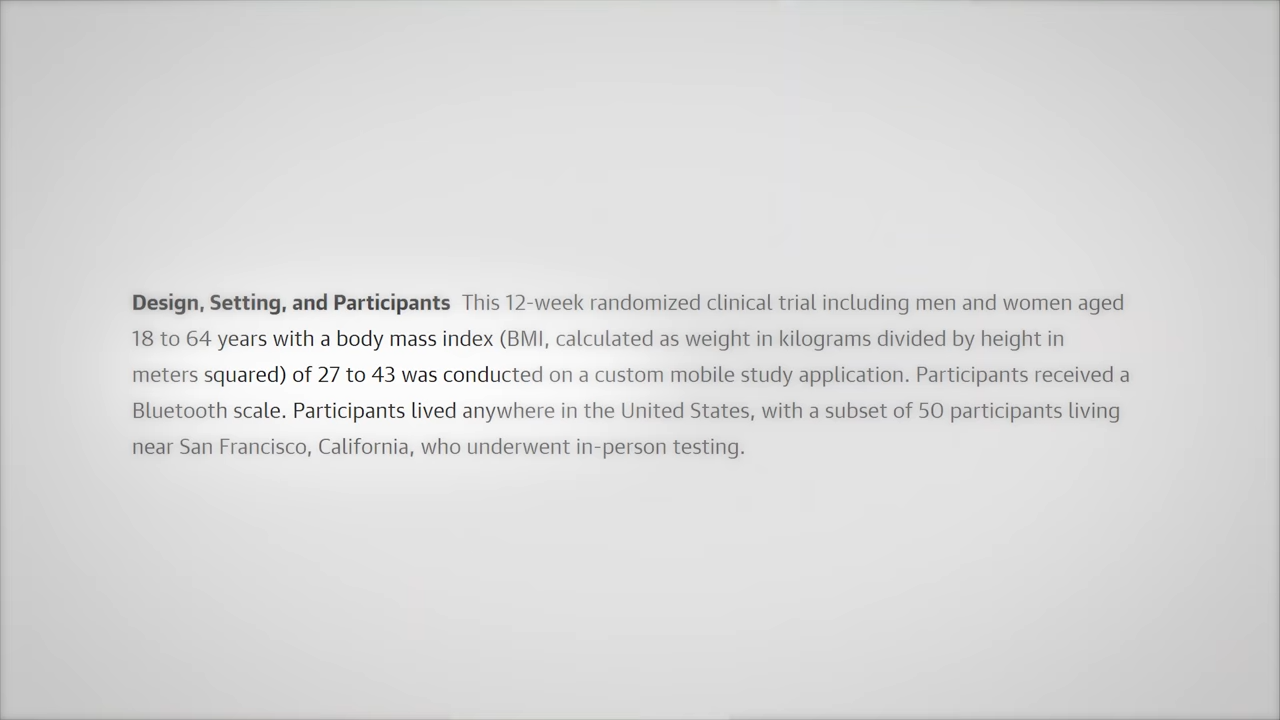 Design, Setting, and Participants This 12-week randomized clinical trial including men and women aged
18 to 64 years with a body mass index (BMI, calculated as weight in kilograms divided by height in
meters squared) of 27 to 43 was conducted on a custom mobile study application. Participants received a
Bluetooth scale. Participants lived anywhere in the United States, with a subset of 50 participants living
near San Francisco, California, who underwent in-person testing.